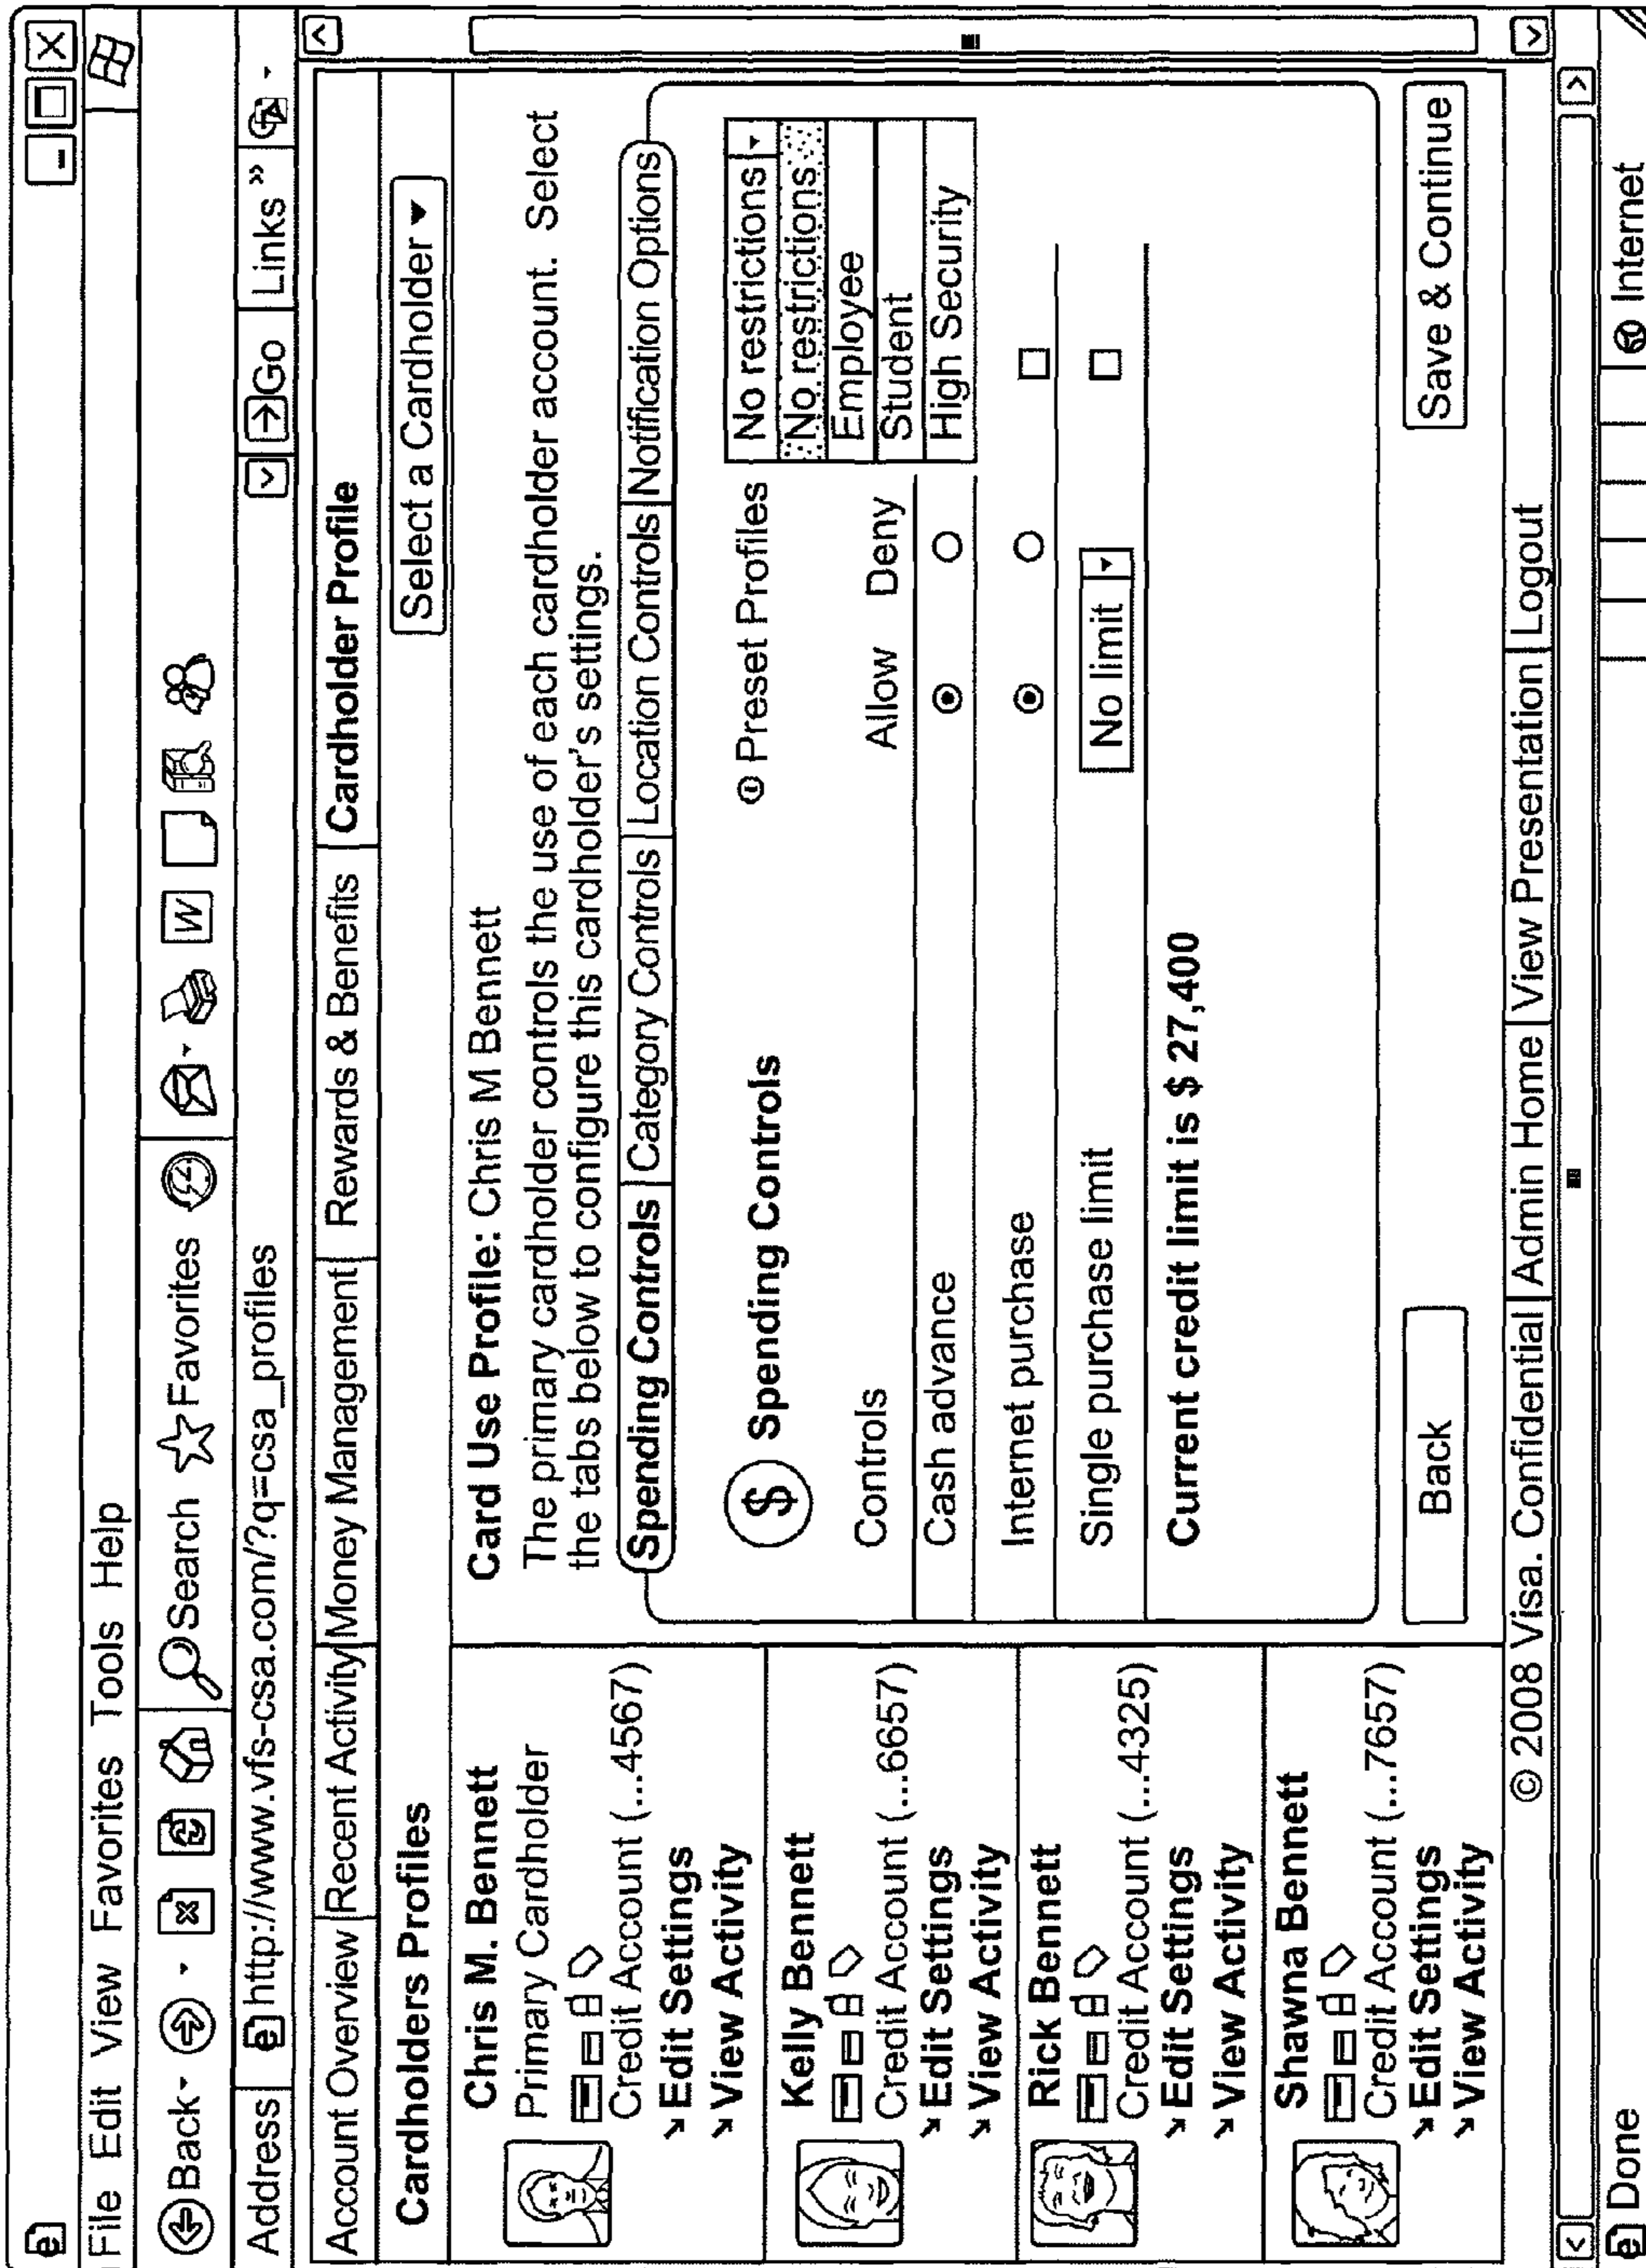 File Edit View Favorites Tools Help
Back Search Favorites W
Address http://www.vfs-csa.com/?q=csa_profiles Go Links »
Account Overview Recent Activity Money Management Rewards & Benefits Cardholder Profile
Cardholders Profiles
Select a Cardholder
Chris M. Bennett
Primary Cardholder
Credit Account (...4567)
Edit Settings
View Activity
Kelly Bennett
Credit Account (...6657)
Edit Settings
View Activity
Rick Bennett
Credit Account (...4325)
Edit Settings
View Activity
Shawna Bennett
Credit Account (...7657)
Edit Settings
View Activity
Card Use Profile: Chris M Bennett
The primary cardholder controls the use of each cardholder account. Select
the tabs below to configure this cardholder's settings.
Spending Controls Category Controls Location Controls Notification Options
$ Spending Controls
Preset Profiles No restrictions
No restrictions
Employee
Student
High Security
Controls Allow Deny
Cash advance
Internet purchase
Single purchase limit No limit
Current credit limit is $ 27,400
Back Save & Continue
© 2008 Visa. Confidential Admin Home View Presentation Logout
Done Internet